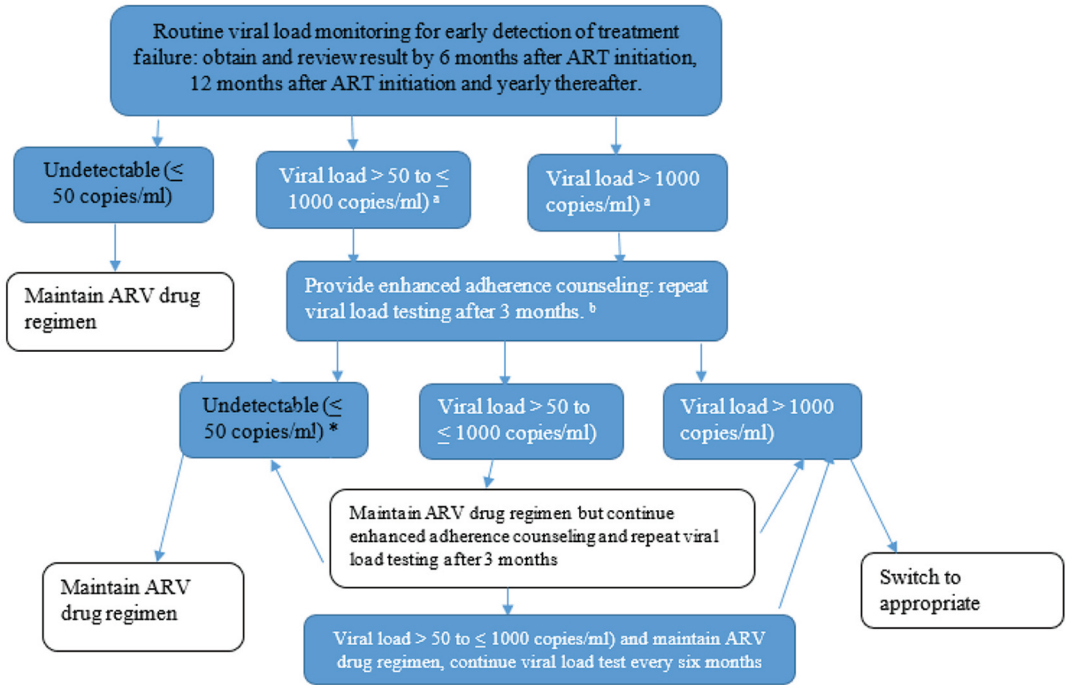 Routine viral load monitoring for early detection of treatment
failure: obtain and review result by 6 months after ART initiation,
12 months after ART initiation and yearly thereafter.
Undetectable (≤
50 copies/ml)
Viral load > 50 to ≤
1000 copies/ml) ᵃ
Viral load > 1000
copies/ml) ᵃ
Maintain ARV drug
regimen
Provide enhanced adherence counseling: repeat
viral load testing after 3 months. ᵇ
Undetectable (≤
50 copies/ml) *
Viral load > 50 to
≤ 1000 copies/ml)
Viral load > 1000
copies/ml)
Maintain ARV drug regimen but continue
enhanced adherence counseling and repeat viral
load testing after 3 months
Maintain ARV
drug regimen
Switch to
appropriate
Viral load > 50 to ≤ 1000 copies/ml) and maintain ARV
drug regimen, continue viral load test every six months